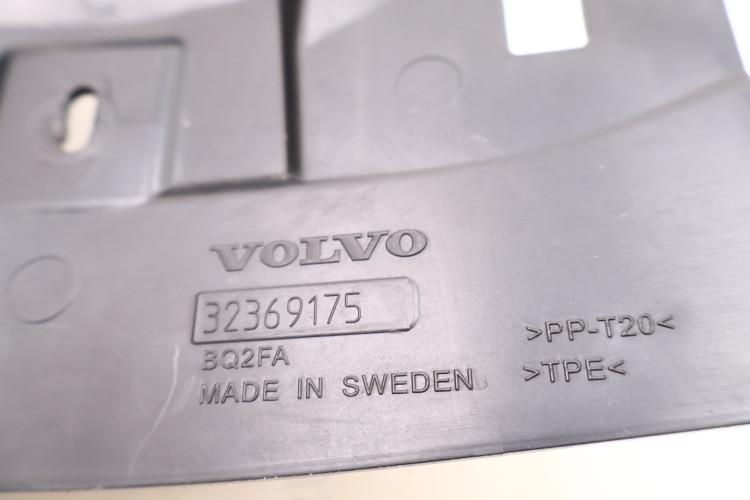 VOLVO
32369175
BQ2FA
MADE IN SWEDEN
>PP-T20<
>TPE<